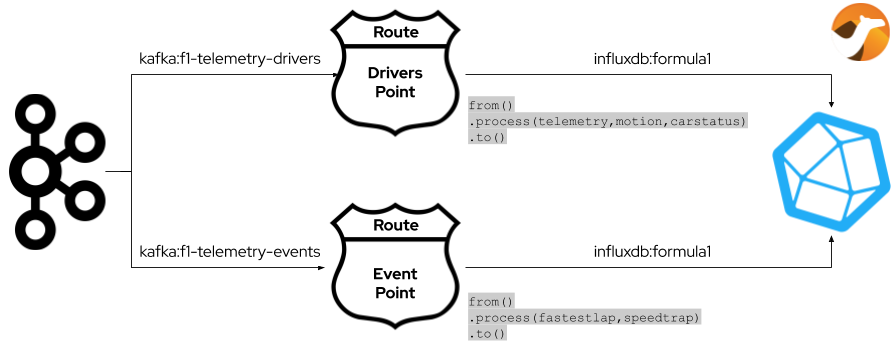 Route
kafka:f1-telemetry-drivers
influxdb:formula1
Drivers
Point
from()
.process(telemetry,motion,carstatus)
.to()
Route
kafka:f1-telemetry-events
influxdb:formula1
Event
Point
from()
.process(fastestlap,speedtrap)
.to()